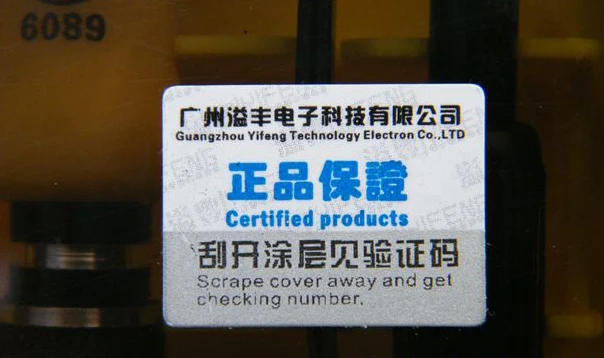 6089
广州溢丰电子科技有限公司
Guangzhou Yifeng Technology Electron Co.,LTD
正品保證
Certified products
刮开涂层见验证码
Scrape cover away and get
checking number.